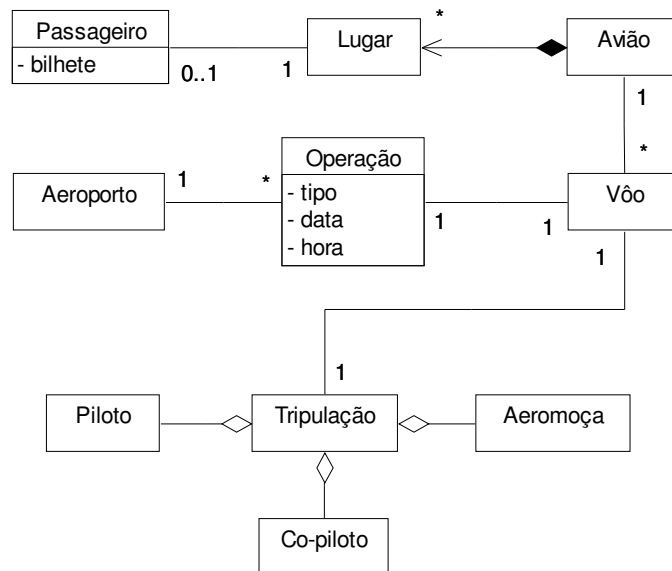 Passageiro
- bilhete
0..1
1
Lugar
*
Avião
1
*
Aeroporto
1
*
Operação
- tipo
- data
- hora
1
1
Vôo
1
1
Piloto
Tripulação
Aeromoça
Co-piloto